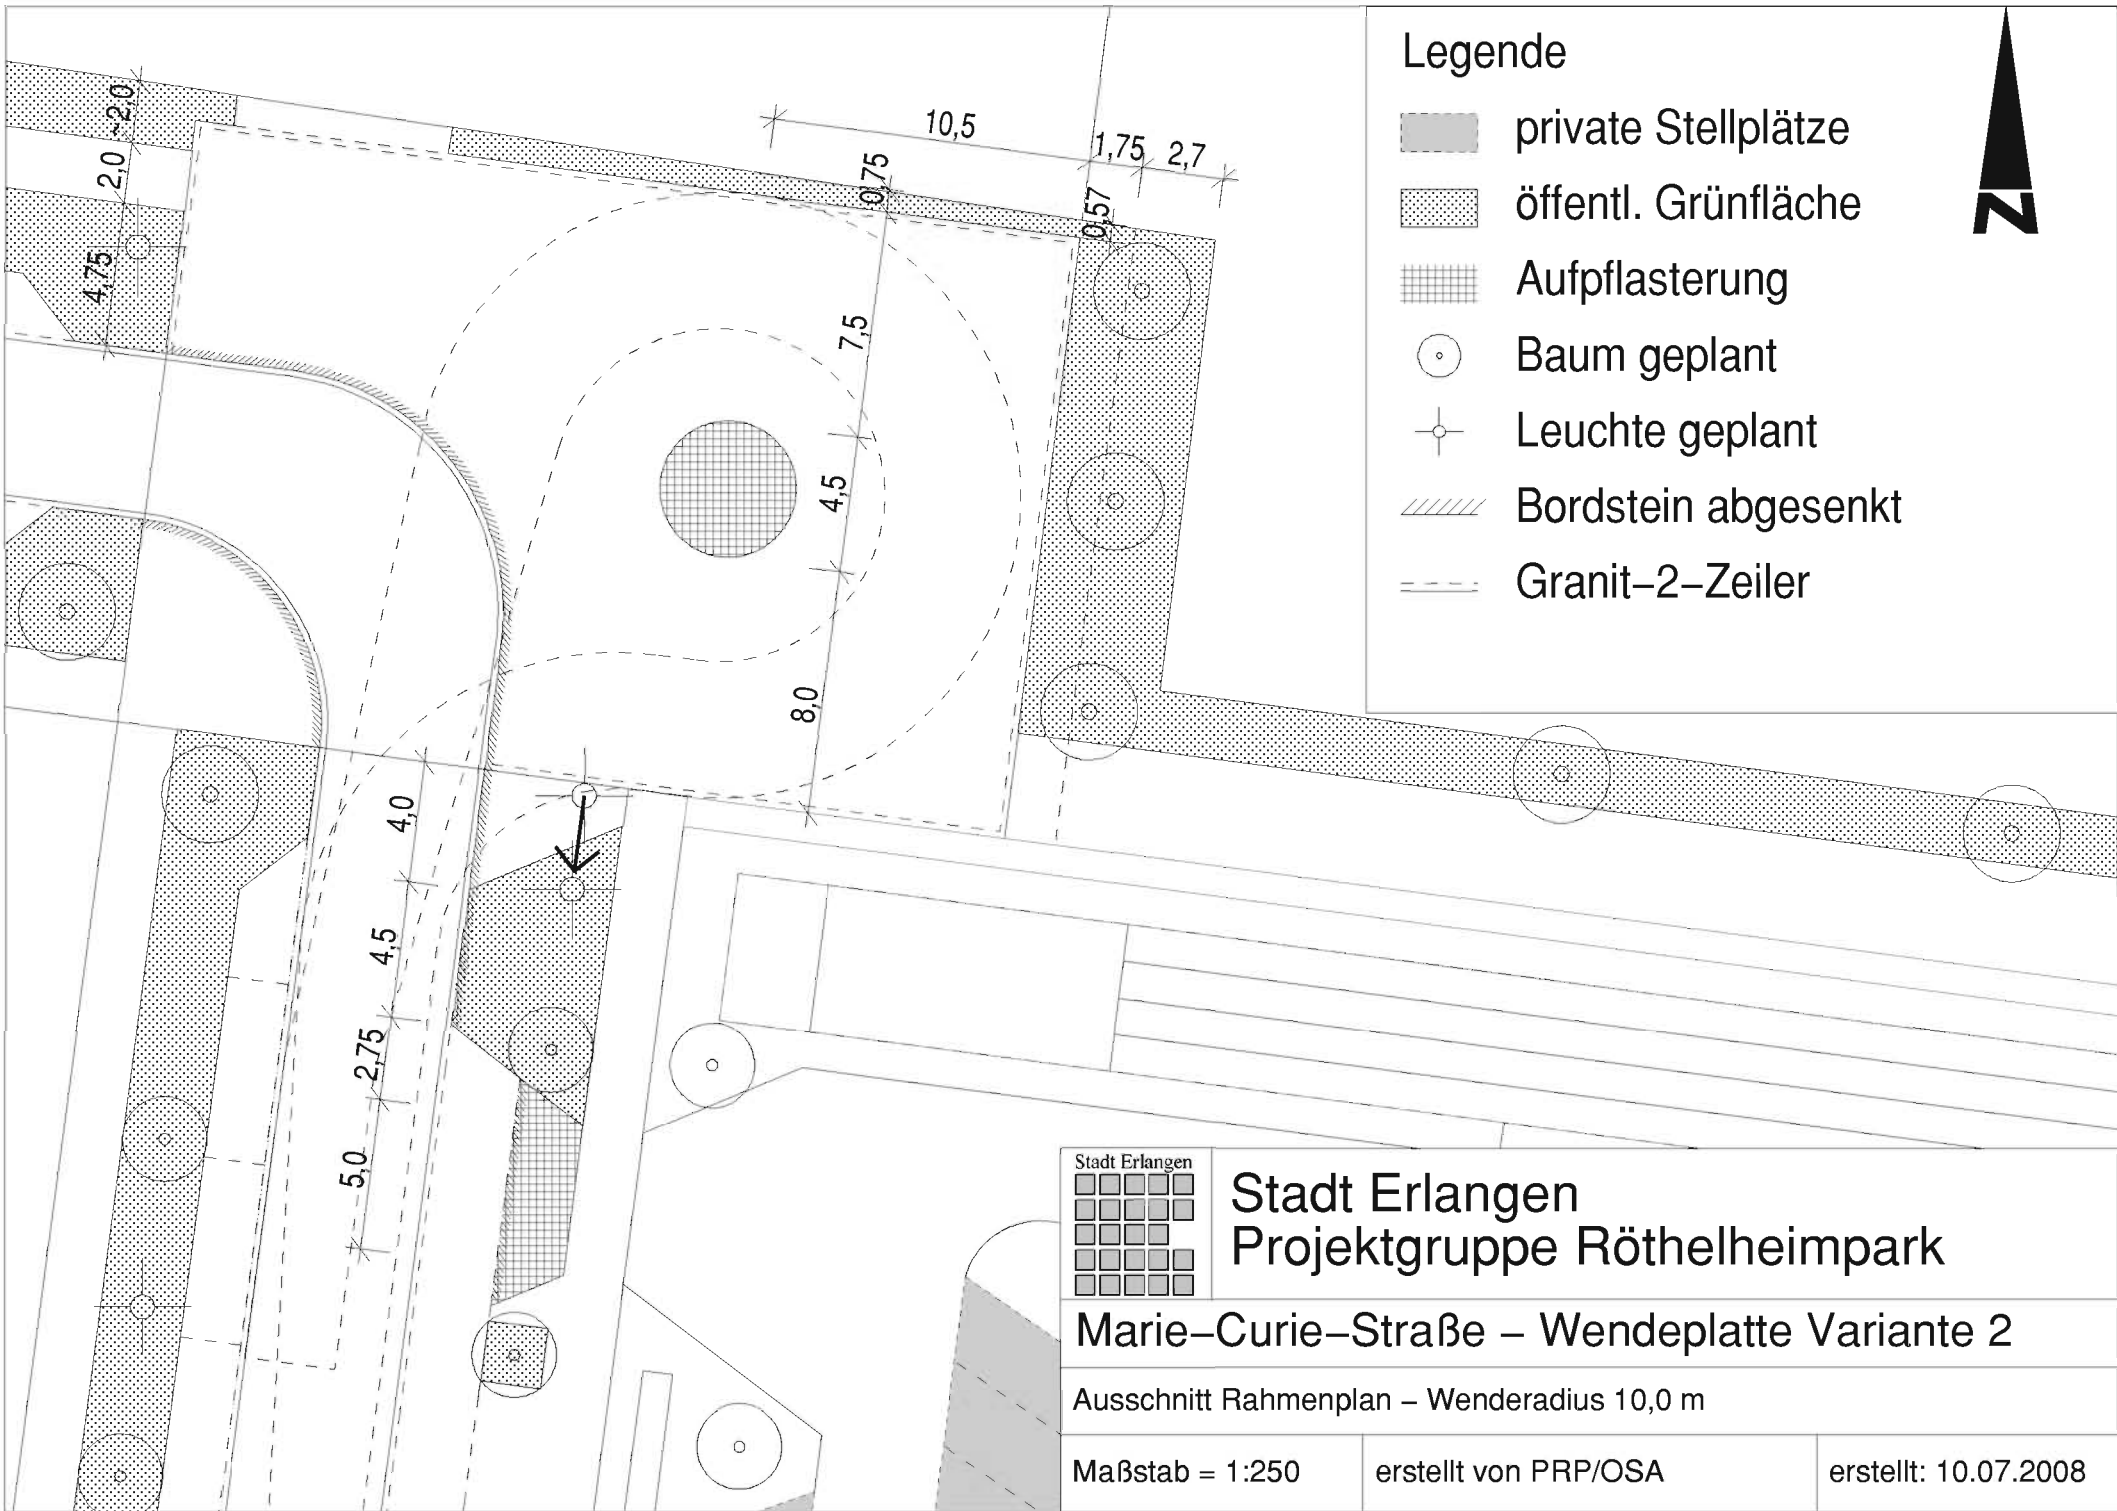 ~2,0
2,0
4,75
10,5
1,75
2,7
0,75
0,57
7,5
4,5
8,0
4,0
4,5
2,75
5,0
Legende
private Stellplätze
öffentl. Grünfläche
Aufpflasterung
Baum geplant
Leuchte geplant
Bordstein abgesenkt
Granit–2–Zeiler
N
Stadt Erlangen
Stadt Erlangen
Projektgruppe Röthelheimpark
Marie–Curie–Straße – Wendeplatte Variante 2
Ausschnitt Rahmenplan – Wenderadius 10,0 m
Maßstab = 1:250
erstellt von PRP/OSA
erstellt: 10.07.2008